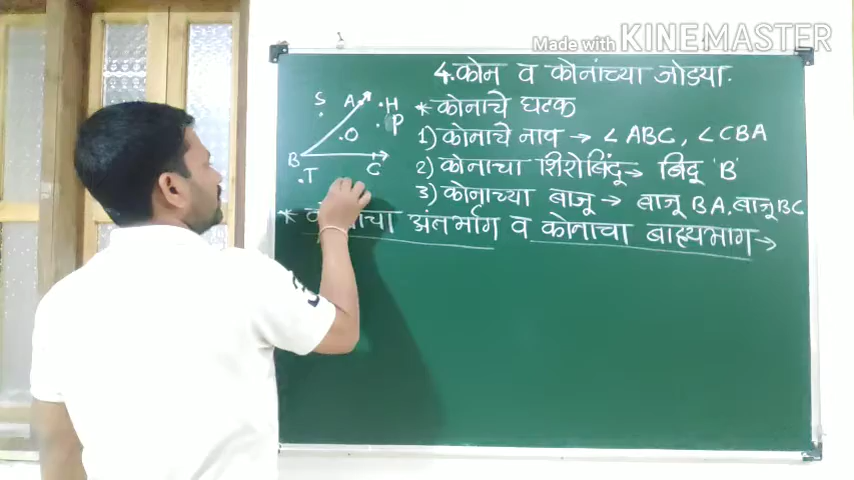 Made with KINEMASTER
4. कोन व कोनांच्या जोड्या.
* कोनाचे घटक
S A H P O B C T
1) कोनाचे नाव → ∠ ABC, ∠ CBA
2) कोनाचा शिरोबिंदू → बिंदू 'B'
3) कोनाच्या बाजू → बाजू BA, बाजू BC
* अंतर्भाग व कोनाचा बाह्यभाग →